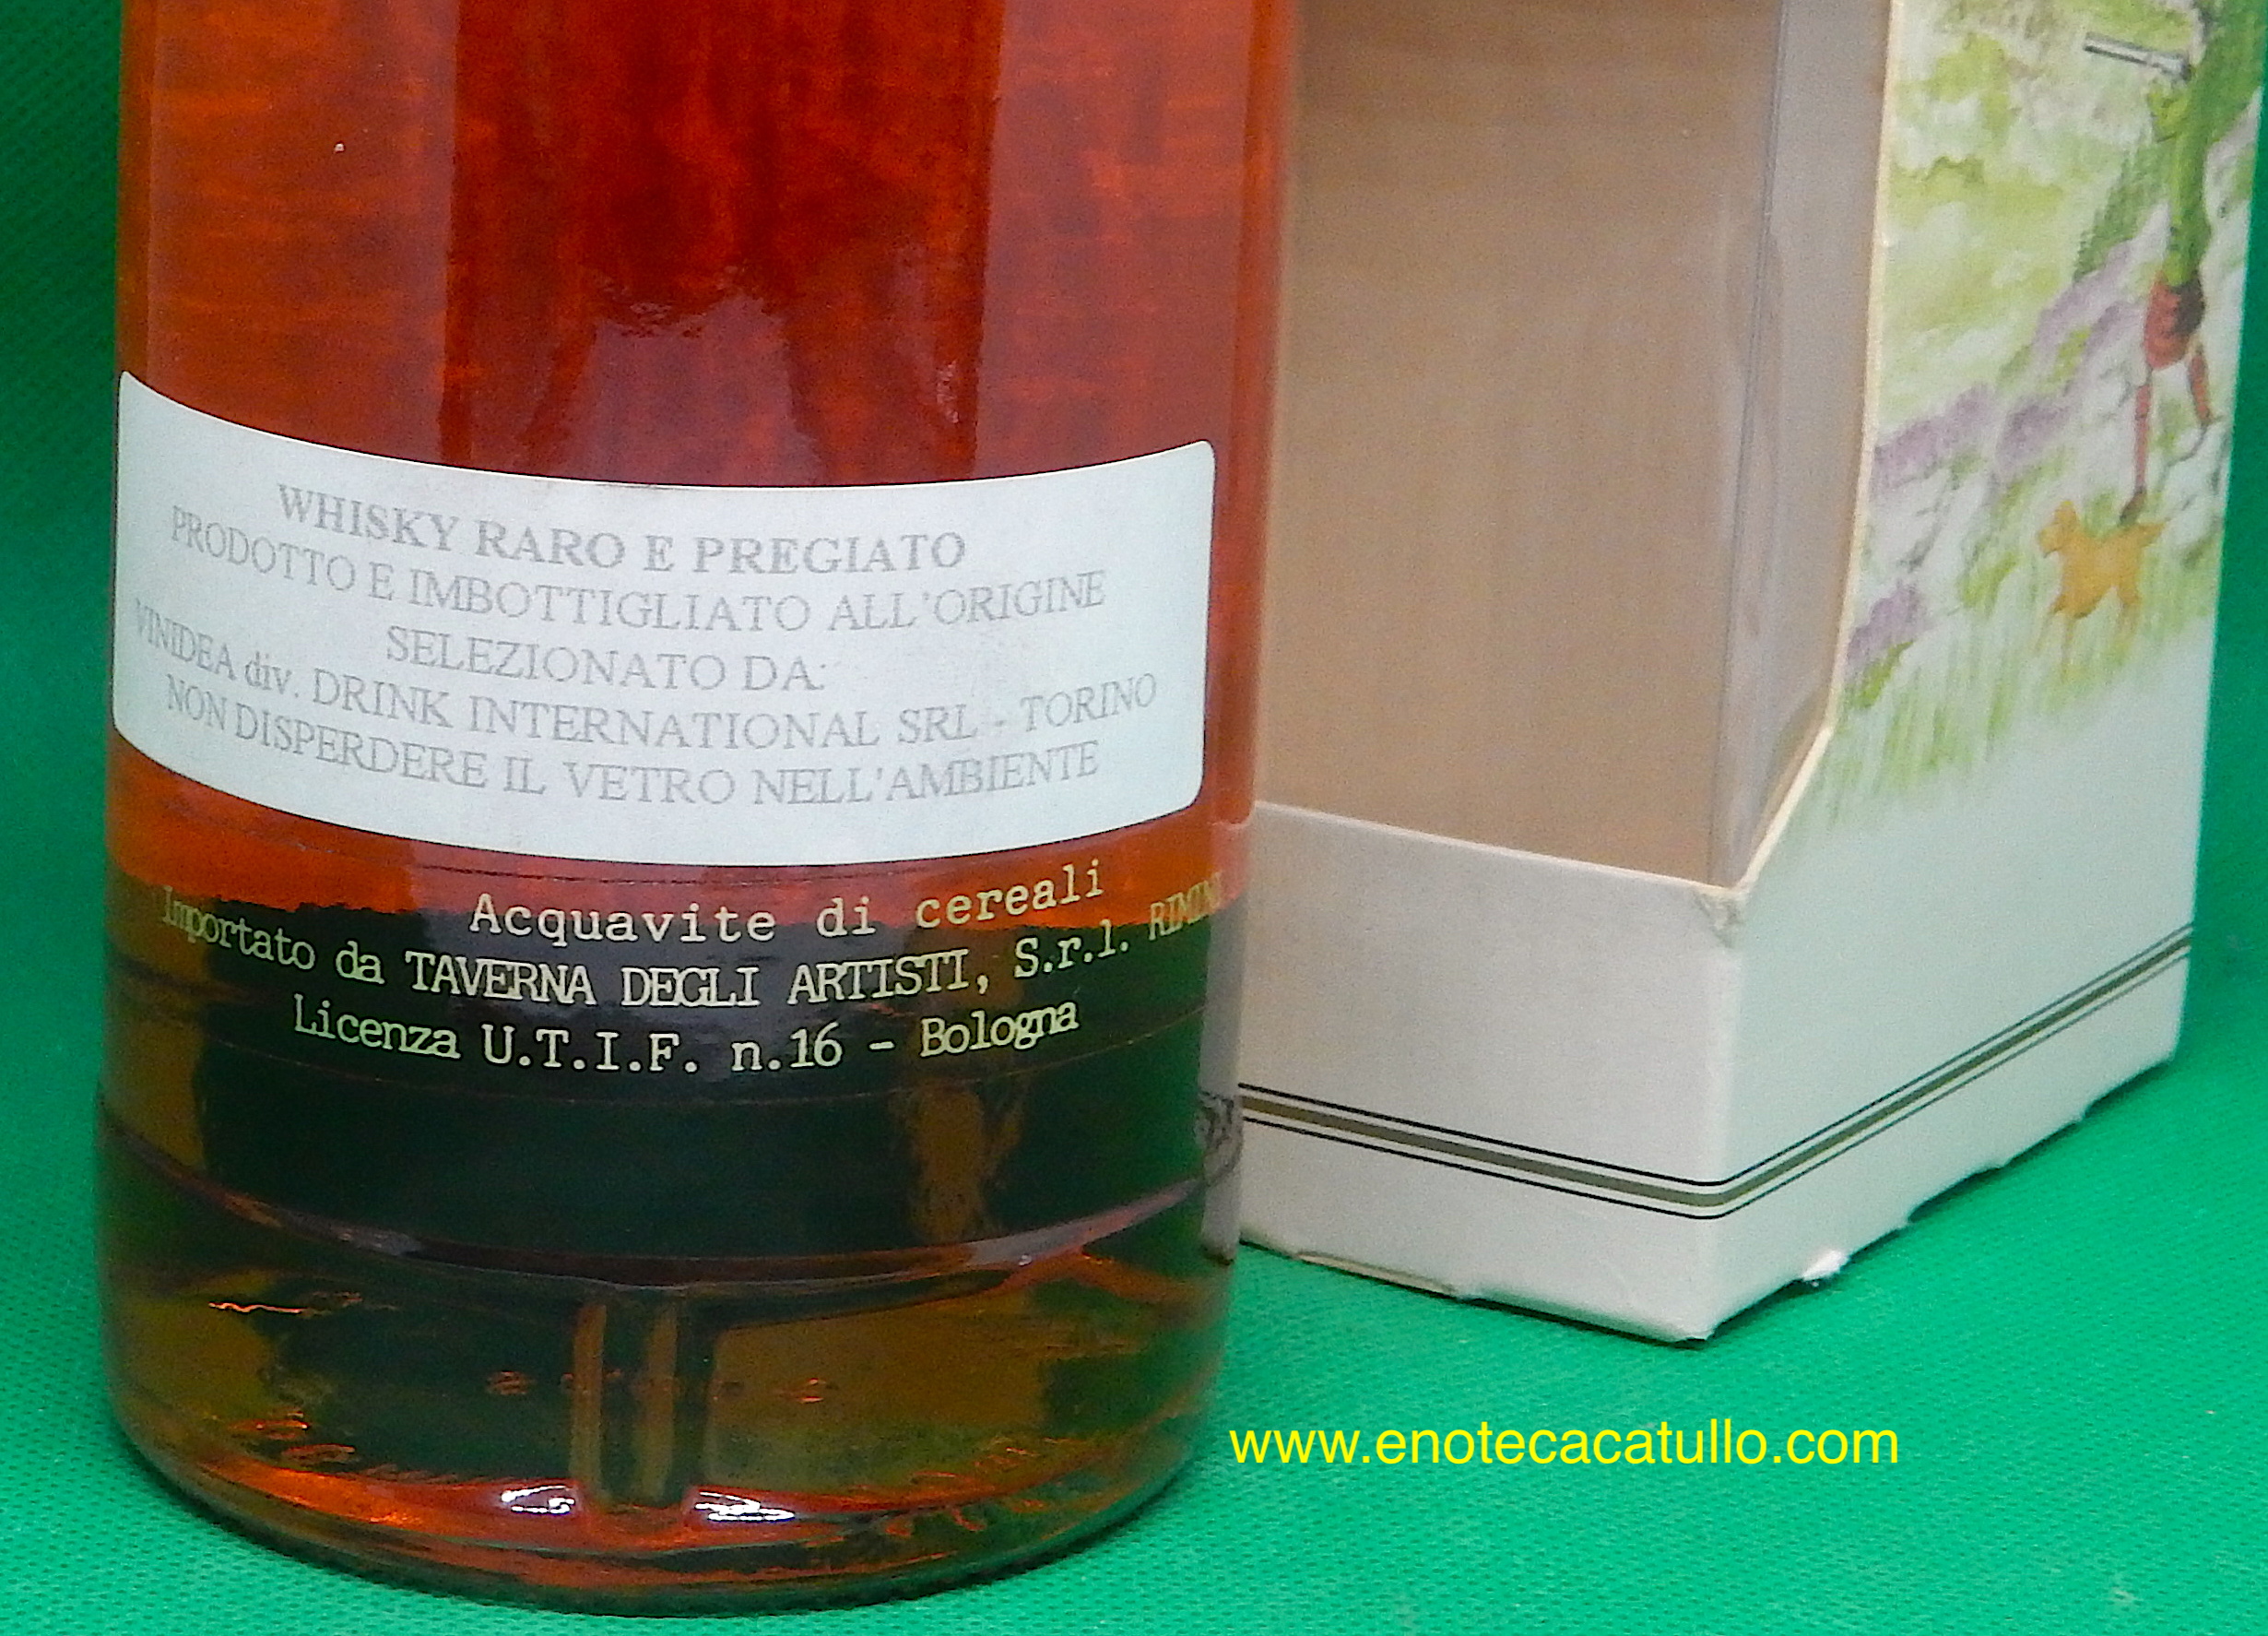 WHISKY RARO E PREGIATO
PRODOTTO E IMBOTTIGLIATO ALL'ORIGINE
SELEZIONATO DA:
VINIDEA div. DRINK INTERNATIONAL SRL - TORINO
NON DISPERDERE IL VETRO NELL'AMBIENTE
Acquavite di cereali
Importato da TAVERNA DEGLI ARTISTI, S.r.l. RIMINI
Licenza U.T.I.F. n.16 - Bologna
www.enotecacatullo.com